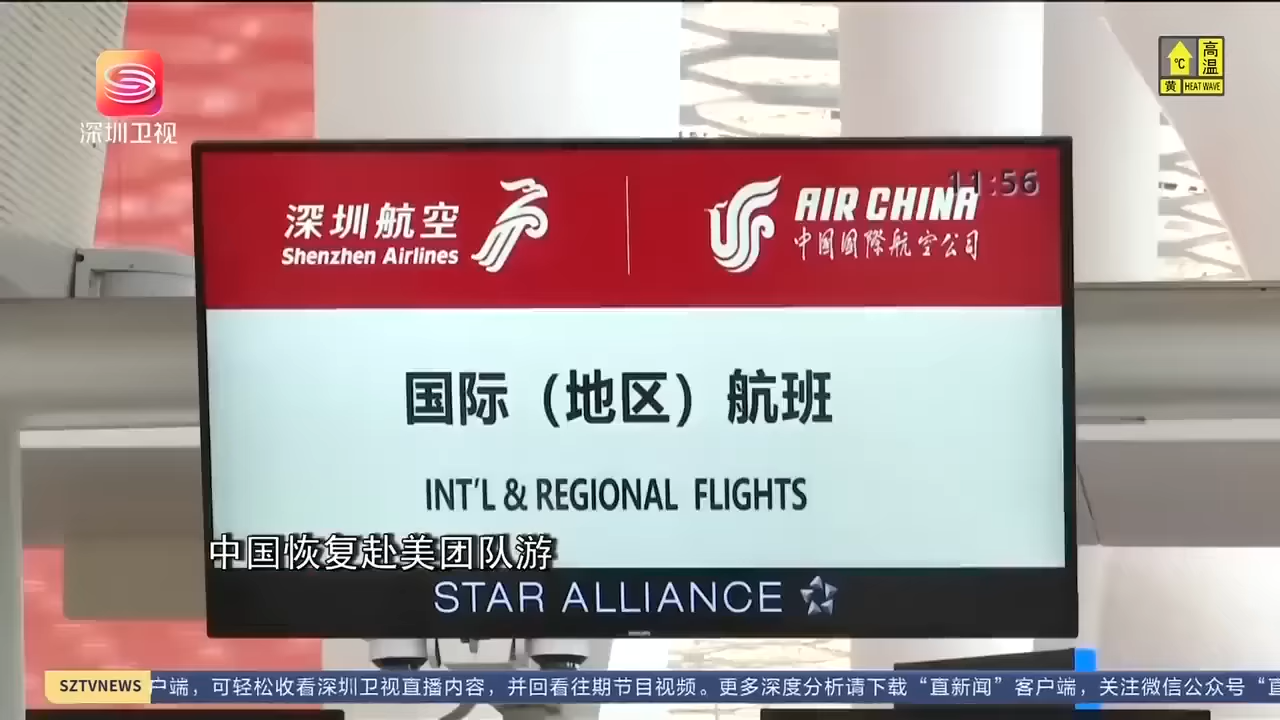 深圳卫视
℃
高温
黄 HEAT WAVE
11:56
深圳航空
Shenzhen Airlines
AIR CHINA
中国国際航空公司
国际（地区）航班
INT'L & REGIONAL FLIGHTS
中国恢复赴美团队游
STAR ALLIANCE
SZTVNEWS
户端，可轻松收看深圳卫视直播内容，并回看往期节目视频。更多深度分析请下载“直新闻”客户端，关注微信公众号“直